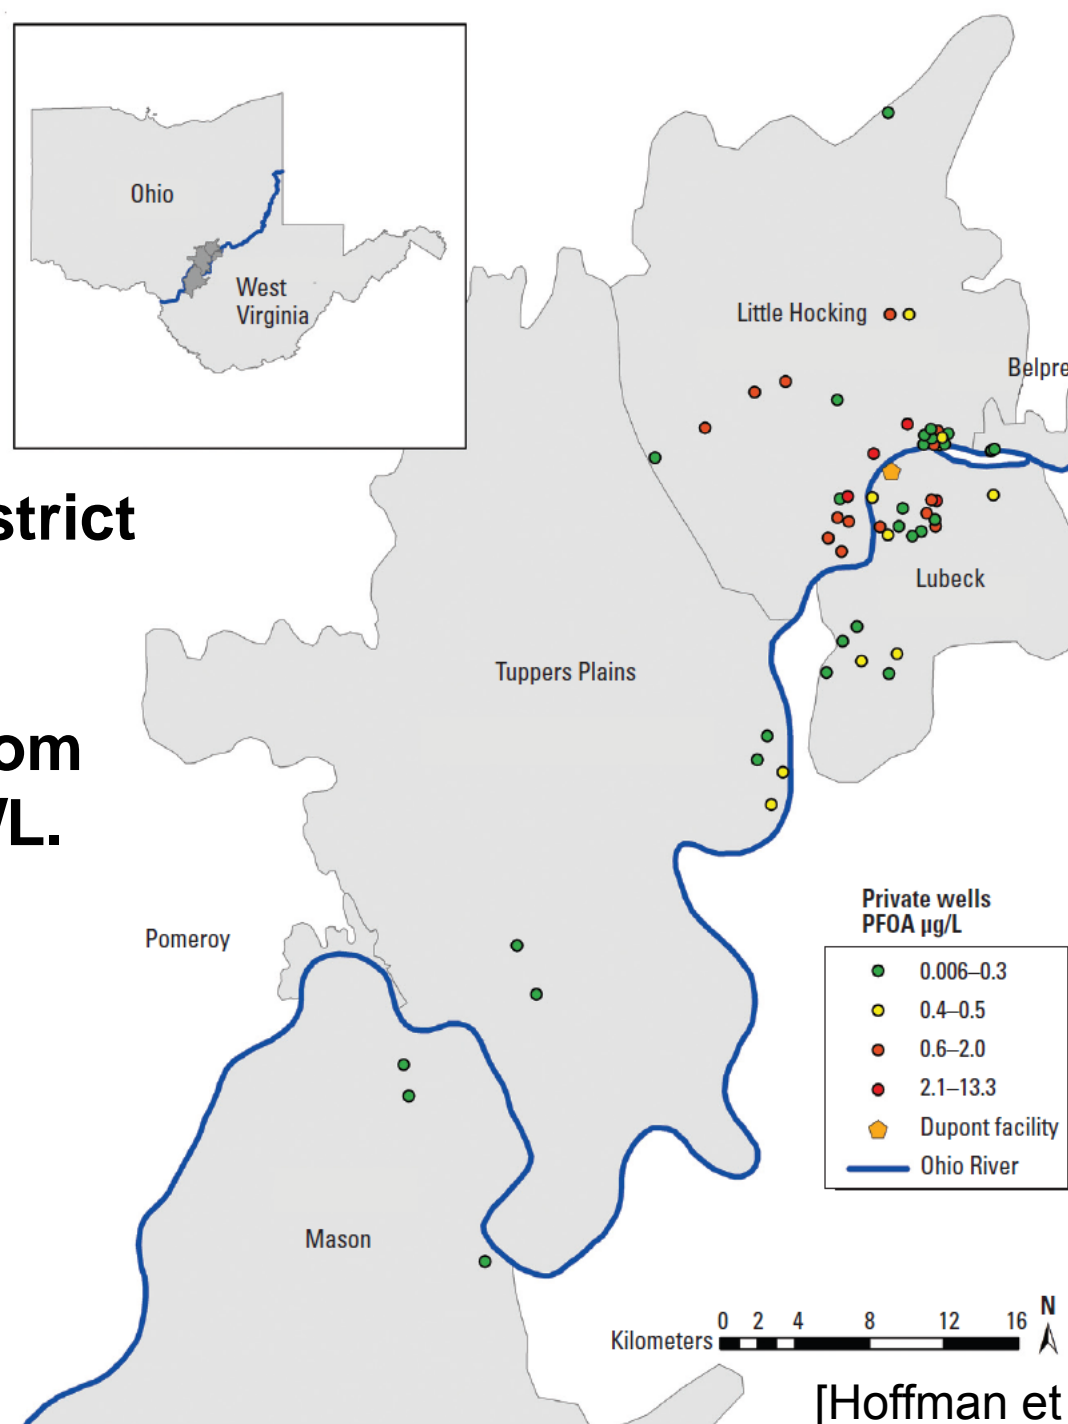 Ohio
West
Virginia
Little Hocking
Belpre
strict
Lubeck
Tuppers Plains
om
/L.
Private wells
PFOA µg/L
0.006–0.3
0.4–0.5
0.6–2.0
2.1–13.3
Dupont facility
Ohio River
Pomeroy
Mason
0 2 4 8 12 16
Kilometers
N
[Hoffman et